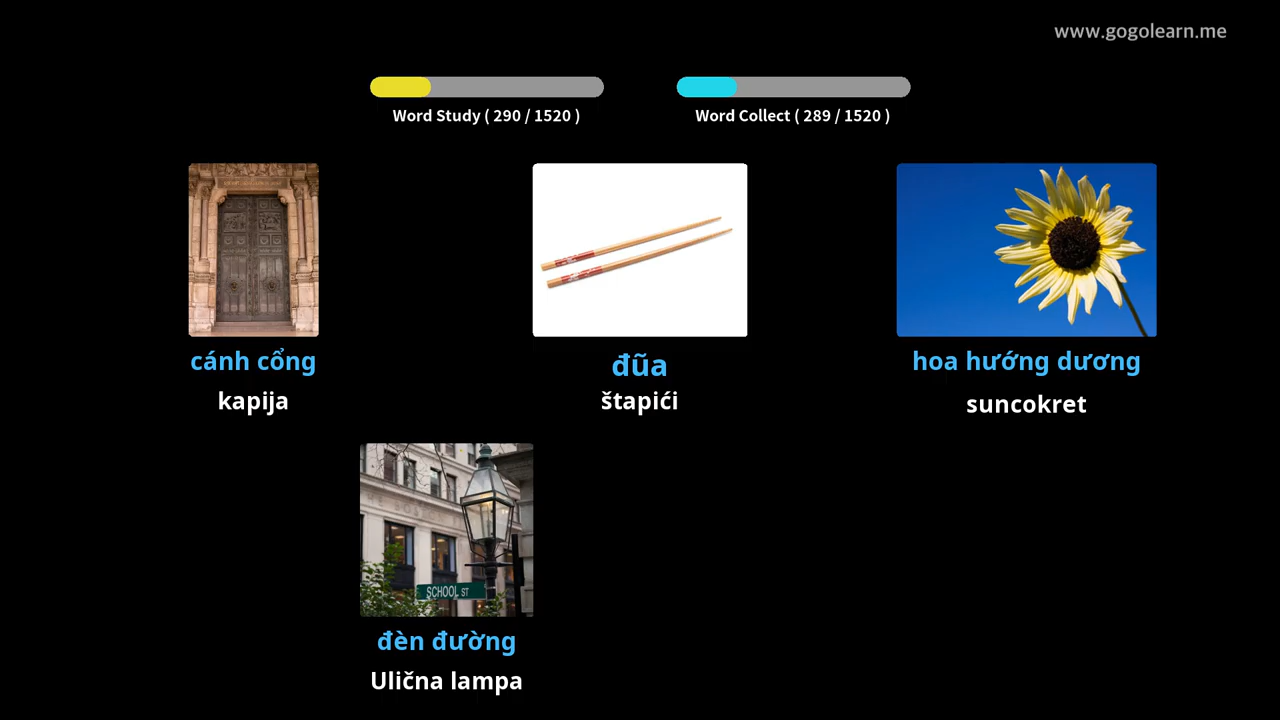 www.gogolearn.me
Word Study ( 290 / 1520 )
Word Collect ( 289 / 1520 )
cánh cổng
kapija
đũa
štapići
hoa hướng dương
suncokret
SCHOOL ST
đèn đường
Ulična lampa